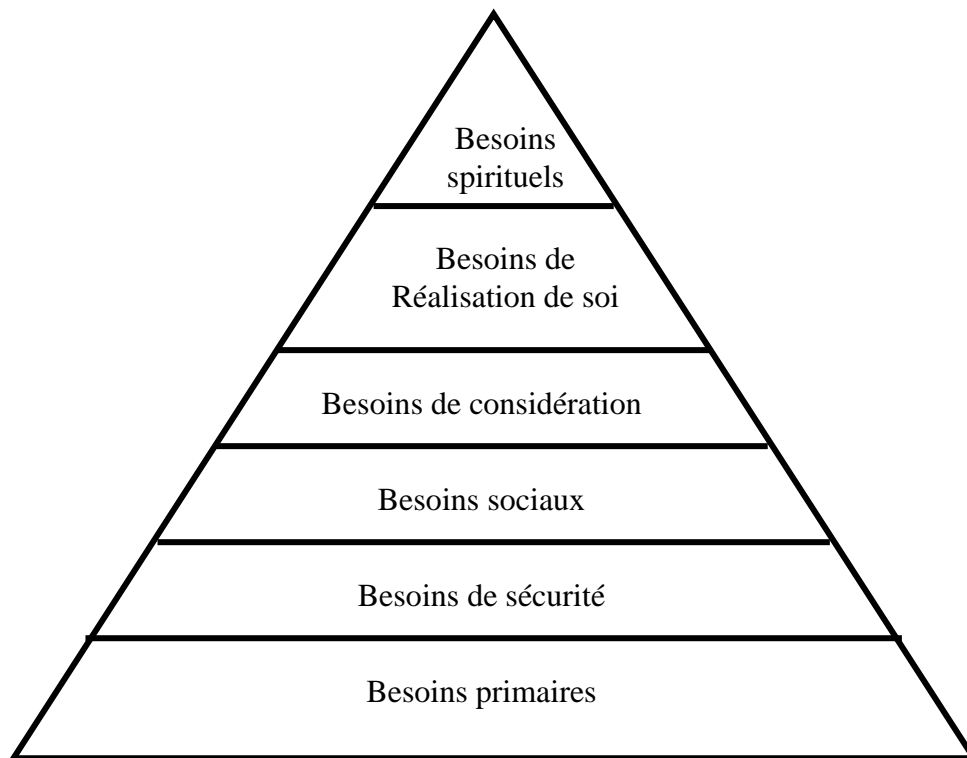 Besoins
spirituels
Besoins de
Réalisation de soi
Besoins de considération
Besoins sociaux
Besoins de sécurité
Besoins primaires